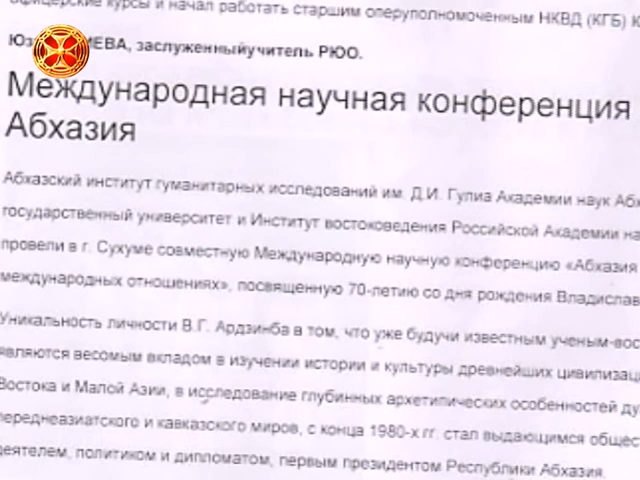 офицерские курсы и начал работать старшим оперуполномоченным НКВД (КГБ)
заслуженныйучитель РЮО.
Международная научная конференция
Абхазия
Абхазский институт гуманитарных исследований им. Д.И. Гулиа Академии наук
государственный университет и Институт востоковедения Российской Академии
провели в г. Сухуме совместную Международную научную конференцию «Абхазия
международных отношениях», посвященную 70-летию со дня рождения
Уникальность личности В.Г. Ардзинба в том, что уже будучи известным
являются весомым вкладом в изучении истории и культуры древнейших
Востока и Малой Азии, в исследование глубинных архетипических особенностей
переднеазиатского и кавказского миров, с конца 1980-х гг. стал выдающимся
деятелем, политиком и дипломатом, первым президентом Республики Абхазия.